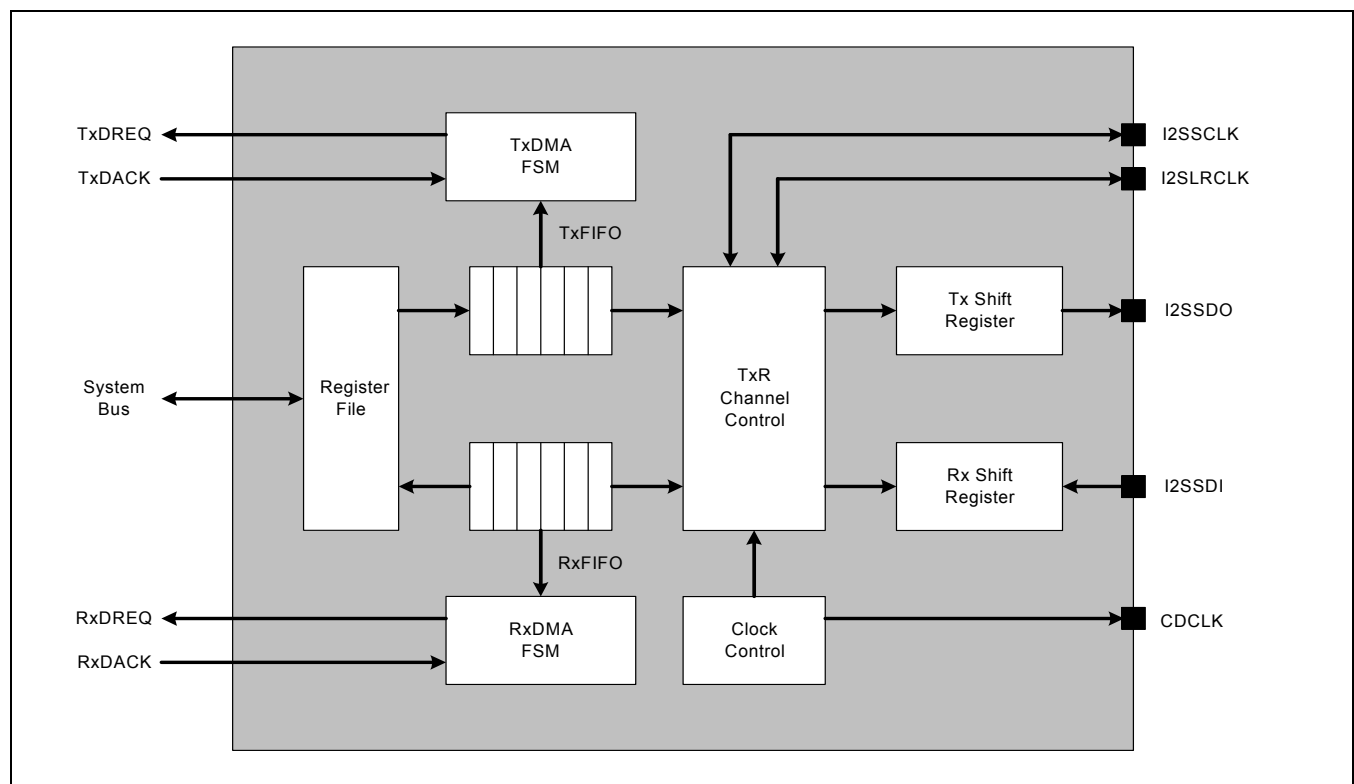 TxDREQ
TxDACK
TxDMA
FSM
I2SSCLK
I2SLRCLK
TxFIFO
System
Bus
Register
File
TxR
Channel
Control
Tx Shift
Register
I2SSDO
Rx Shift
Register
I2SSDI
RxFIFO
RxDREQ
RxDACK
RxDMA
FSM
Clock
Control
CDCLK